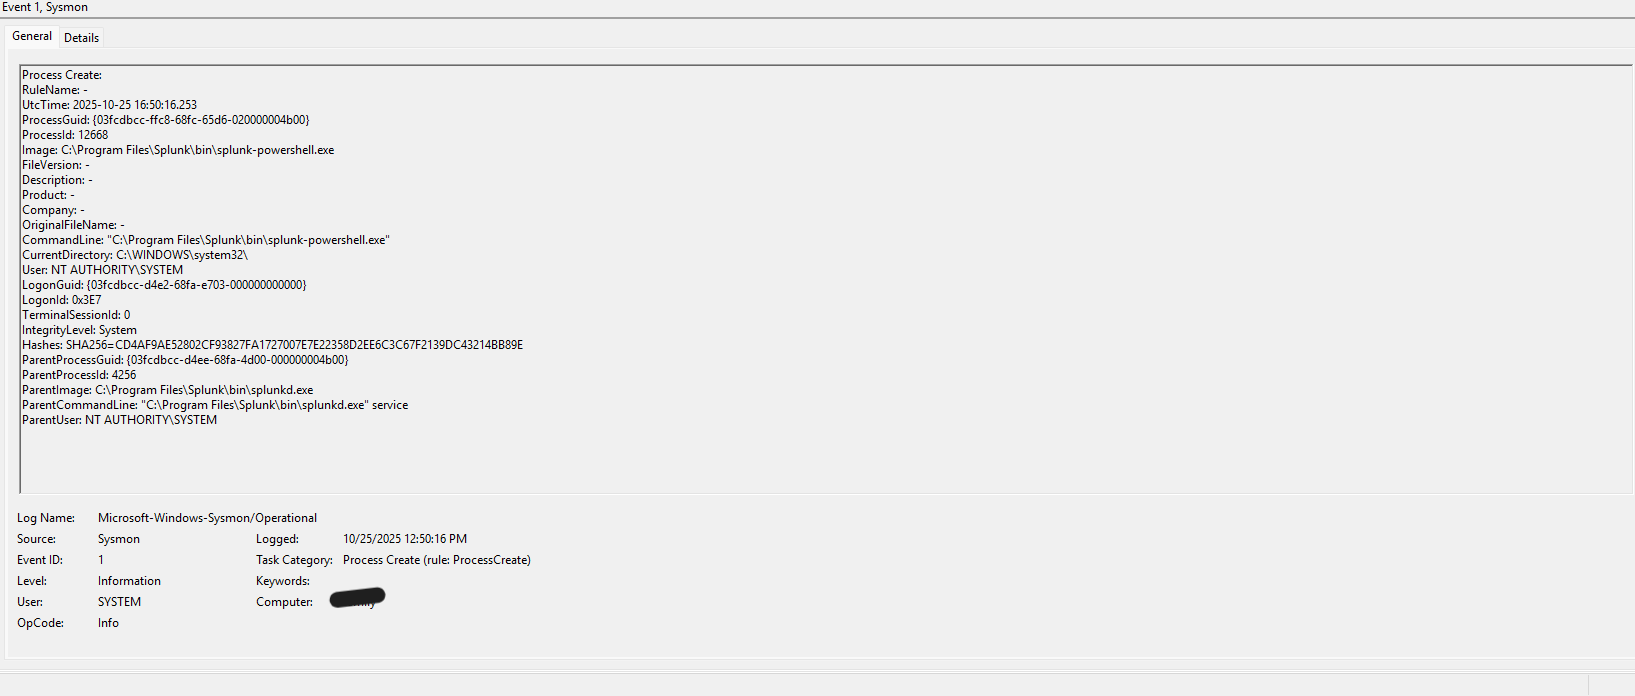 Event 1, Sysmon
General Details
Process Create:
RuleName: -
UtcTime: 2025-10-25 16:50:16.253
ProcessGuid: {03fcdbcc-ffc8-68fc-65d6-020000004b00}
ProcessId: 12668
Image: C:\Program Files\Splunk\bin\splunk-powershell.exe
FileVersion: -
Description: -
Product: -
Company: -
OriginalFileName: -
CommandLine: "C:\Program Files\Splunk\bin\splunk-powershell.exe"
CurrentDirectory: C:\WINDOWS\system32\
User: NT AUTHORITY\SYSTEM
LogonGuid: {03fcdbcc-d4e2-68fa-e703-000000000000}
LogonId: 0x3E7
TerminalSessionId: 0
IntegrityLevel: System
Hashes: SHA256=CD4AF9AE52802CF93827FA1727007E7E22358D2EE6C3C67F2139DC43214BB89E
ParentProcessGuid: {03fcdbcc-d4ee-68fa-4d00-000000004b00}
ParentProcessId: 4256
ParentImage: C:\Program Files\Splunk\bin\splunkd.exe
ParentCommandLine: "C:\Program Files\Splunk\bin\splunkd.exe" service
ParentUser: NT AUTHORITY\SYSTEM
Log Name: Microsoft-Windows-Sysmon/Operational
Source: Sysmon Logged: 10/25/2025 12:50:16 PM
Event ID: 1 Task Category: Process Create (rule: ProcessCreate)
Level: Information Keywords:
User: SYSTEM Computer:
OpCode: Info